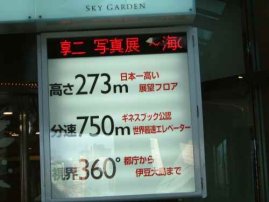 SKY GARDEN
享二 写真展 海
高さ273m 日本一高い
展望フロア
分速750m ギネスブック公認
世界最速エレベーター
視界360° 都庁から
伊豆大島まで